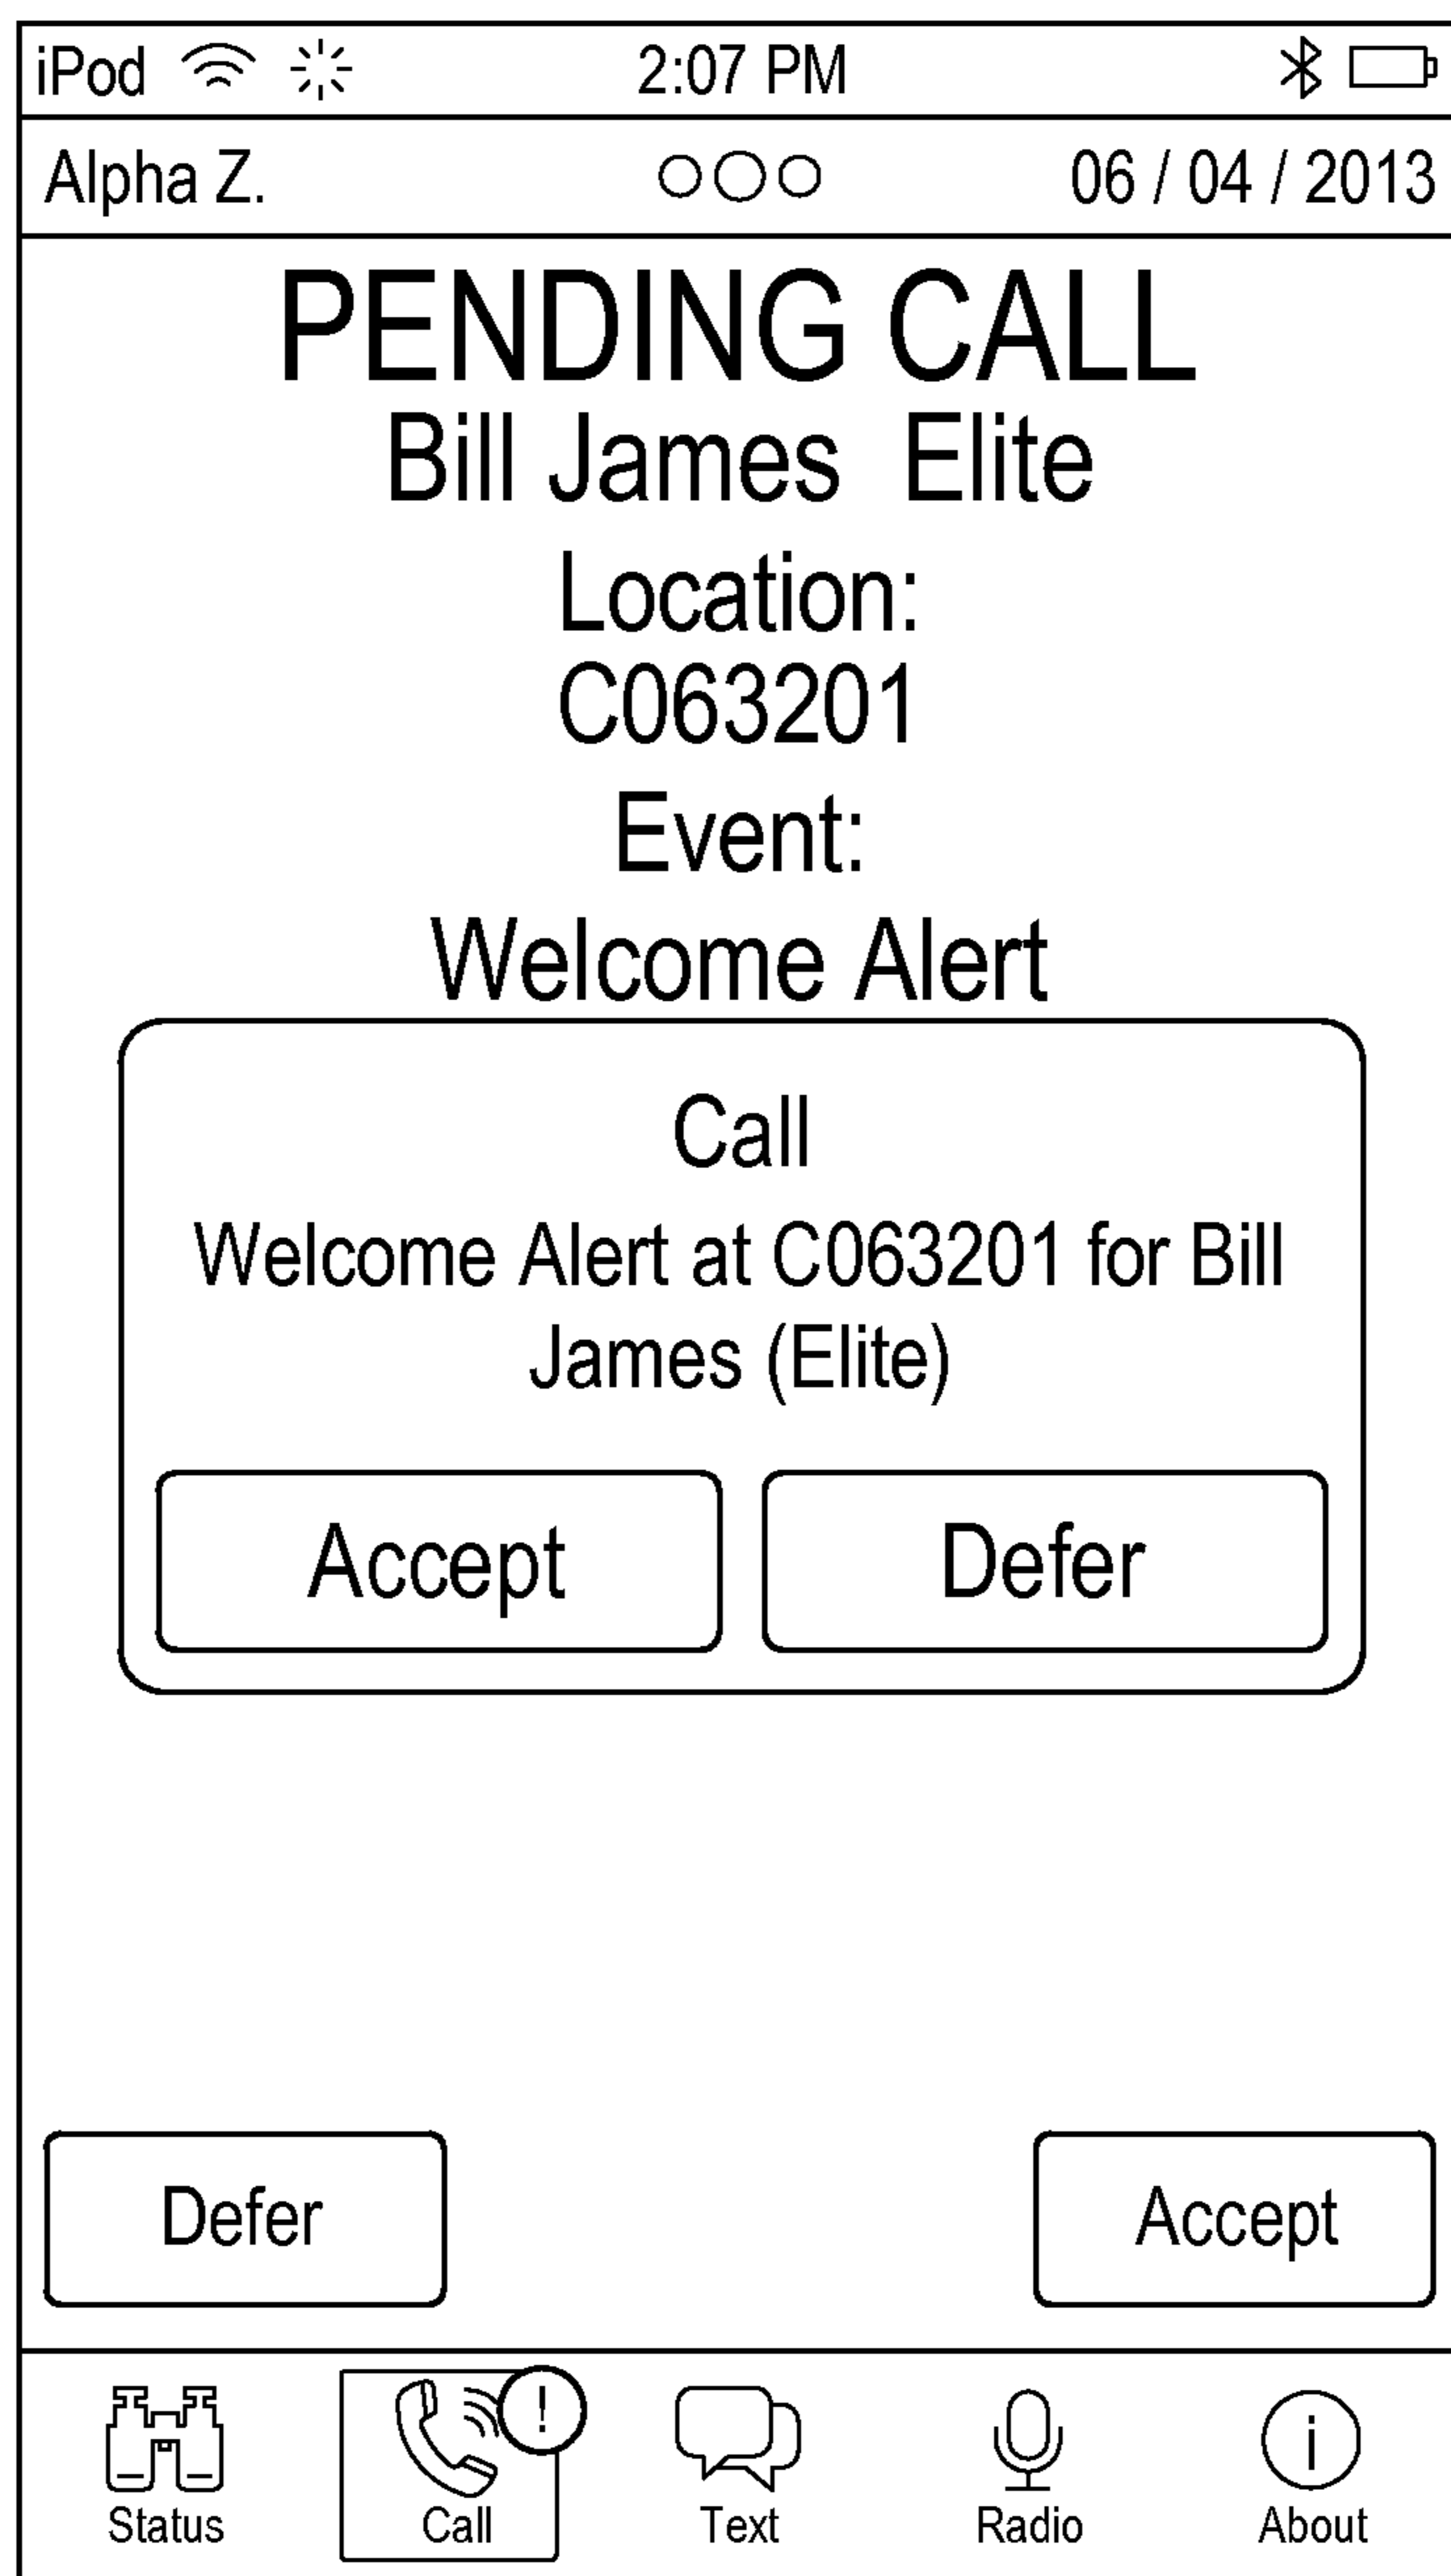 iPod 2:07 PM
Alpha Z. 06 / 04 / 2013
PENDING CALL
Bill James Elite
Location:
C063201
Event:
Welcome Alert
Call
Welcome Alert at C063201 for Bill
James (Elite)
Accept Defer
Defer Accept
!
i
Status Call Text Radio About